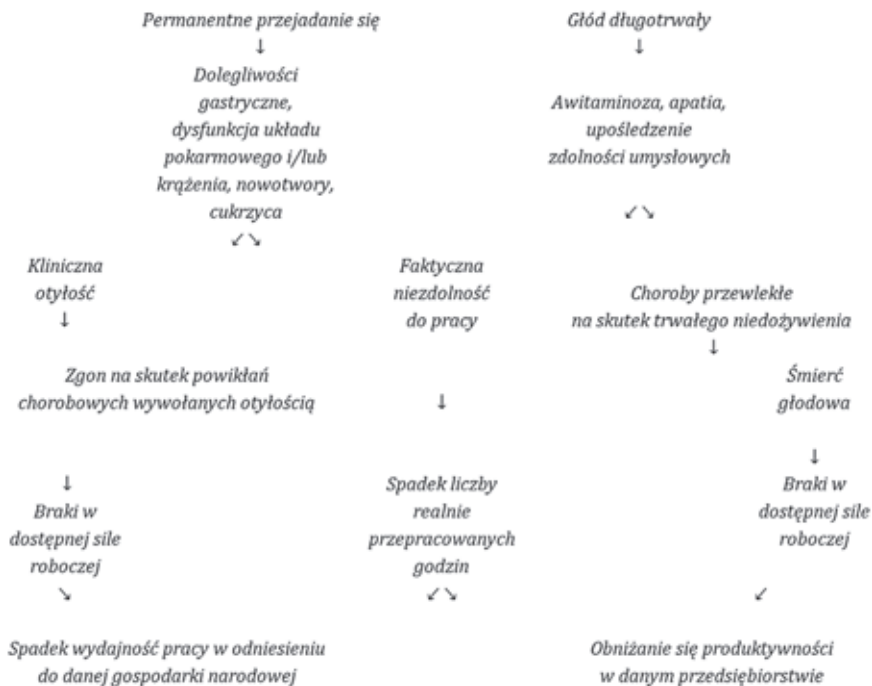 Permanentne przejadanie się
Głód długotrwały
↓
↓
Dolegliwości
gastryczne,
dysfunkcja układu
pokarmowego i/lub
krążenia, nowotwory,
cukrzyca
Awitaminoza, apatia,
upośledzenie
zdolności umysłowych
↙↘
↙↘
Kliniczna
otyłość
↓
Faktyczna
niezdolność
do pracy
Choroby przewlekłe
na skutek trwałego niedożywienia
↓
Zgon na skutek powikłań
chorobowych wywołanych otyłością
↓
Śmierć
głodowa
↓
↓
Braki w
dostępnej sile
roboczej
Spadek liczby
realnie
przepracowanych
godzin
Braki w
dostępnej sile
roboczej
↘
↙↘
↙
Spadek wydajność pracy w odniesieniu
do danej gospodarki narodowej
Obniżanie się produktywności
w danym przedsiębiorstwie